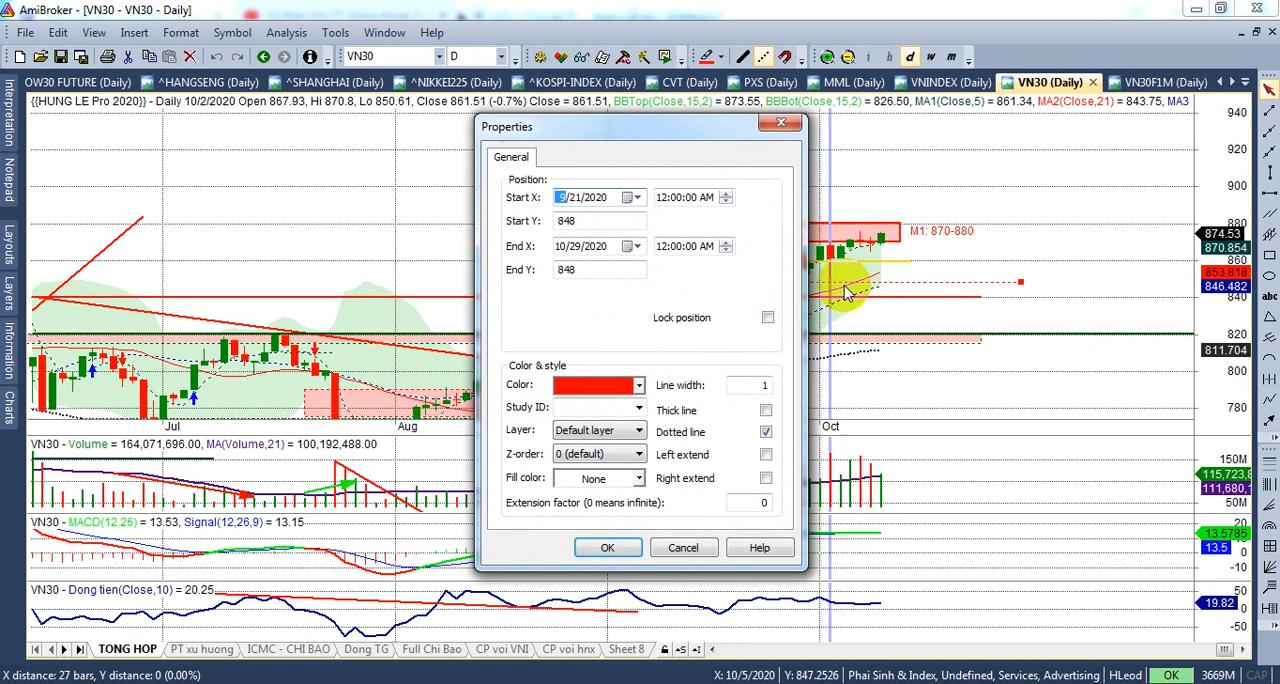 AmiBroker - [VN30 - VN30 - Daily]
File Edit View Insert Format Symbol Analysis Tools Window Help
VN30 D i h d w m
OW30 FUTURE (Daily) ^HANGSENG (Daily) ^SHANGHAI (Daily) ^NIKKEI225 (Daily) ^KOSPI-INDEX (Daily) CVT (Daily) PXS (Daily) MML (Daily) VNINDEX (Daily) VN30 (Daily) VN30F1M (Daily)
{{HUNG LE Pro 2020}} - Daily 10/2/2020 Open 867.93, Hi 870.8, Lo 850.61, Close 861.51 (-0.7%) Close = 861.51, BBTop(Close,15,2) = 873.55, BBBot(Close,15,2) = 826.50, MA1(Close,5) = 861.34, MA2(Close,21) = 843.75, MA3
Interpretation
Notepad
Layouts
Layers
Information
Charts
940
920
900
880
874.53
870.854
860
853.818
846.482
840
820
811.704
800
780
M1: 870-880
Properties
General
Position:
Start X: 9/21/2020 12:00:00 AM
Start Y: 848
End X: 10/29/2020 12:00:00 AM
End Y: 848
Lock position
Color & style
Color: Line width: 1
Study ID: Thick line
Layer: Default layer Dotted line
Z-order: 0 (default) Left extend
Fill color: None Right extend
Extension factor (0 means infinite): 0
OK Cancel Help
Jul Aug Oct
VN30 - Volume = 164,071,696.00, MA(Volume,21) = 100,192,488.00
150M
115,723,8
111,680,
50M
VN30 - MACD(12,26) = 13.53, Signal(12,26,9) = 13.15
20
13.5785
13.5
0
-10
VN30 - Dong tien(Close,10) = 20.25
50
19.82
0
-50
TONG HOP PT xu huong ICMC - CHI BAO Dong TG Full Chi Bao CP voi VNI CP voi hnx Sheet 8
abc
X distance: 27 bars, Y distance: 0 (0.00%) X: 10/5/2020 Y: 847.2526 Phai Sinh & Index, Undefined, Services, Advertising HLeod OK 3669M CAP